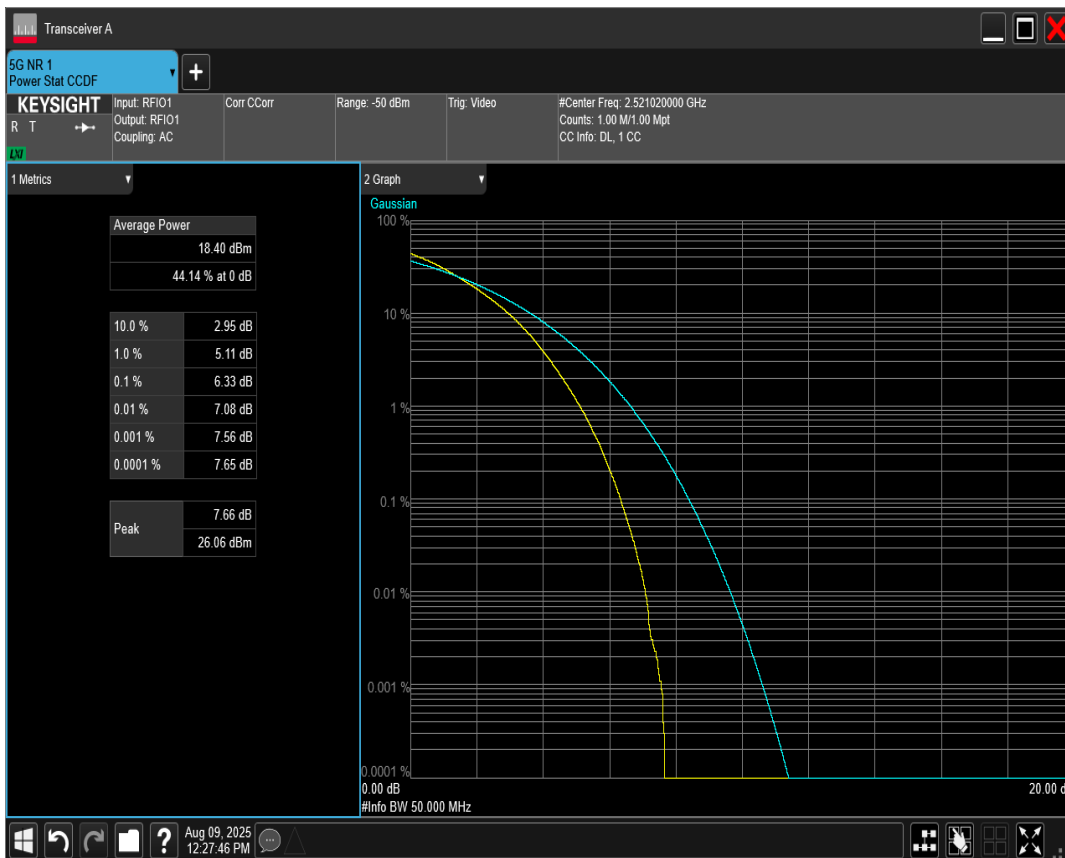 Transceiver A
5G NR 1
Power Stat CCDF
+
KEYSIGHT
R T
LXI
Input: RFIO1
Output: RFIO1
Coupling: AC
Corr CCorr
Range: -50 dBm
Trig: Video
#Center Freq: 2.521020000 GHz
Counts: 1.00 M/1.00 Mpt
CC Info: DL, 1 CC
1 Metrics
Average Power
18.40 dBm
44.14 % at 0 dB
10.0 % 2.95 dB
1.0 % 5.11 dB
0.1 % 6.33 dB
0.01 % 7.08 dB
0.001 % 7.56 dB
0.0001 % 7.65 dB
Peak
7.66 dB
26.06 dBm
2 Graph
Gaussian
100 %
10 %
1 %
0.1 %
0.01 %
0.001 %
0.0001 %
0.00 dB
20.00 d
#Info BW 50.000 MHz
?
Aug 09, 2025
12:27:46 PM